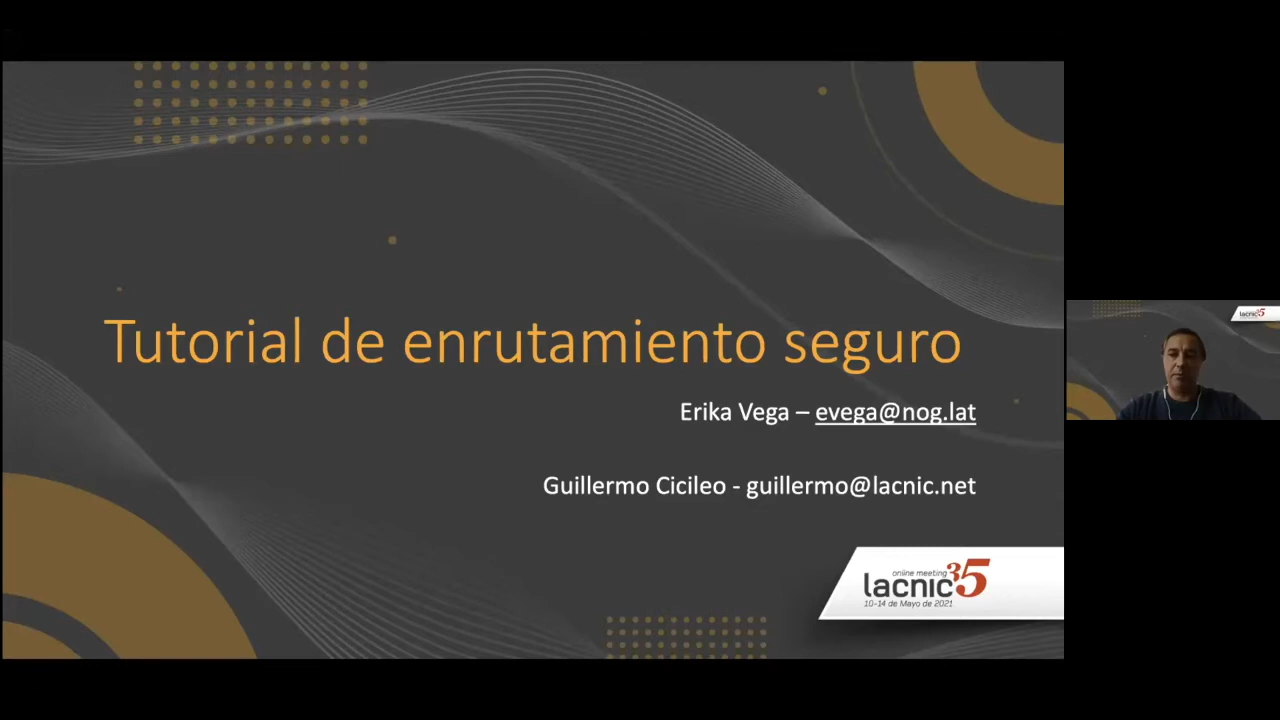 Tutorial de enrutamiento seguro
Erika Vega – evega@nog.lat
Guillermo Cicileo - guillermo@lacnic.net
online meeting
lacnic35
10-14 de Mayo de 2021
lacnic35